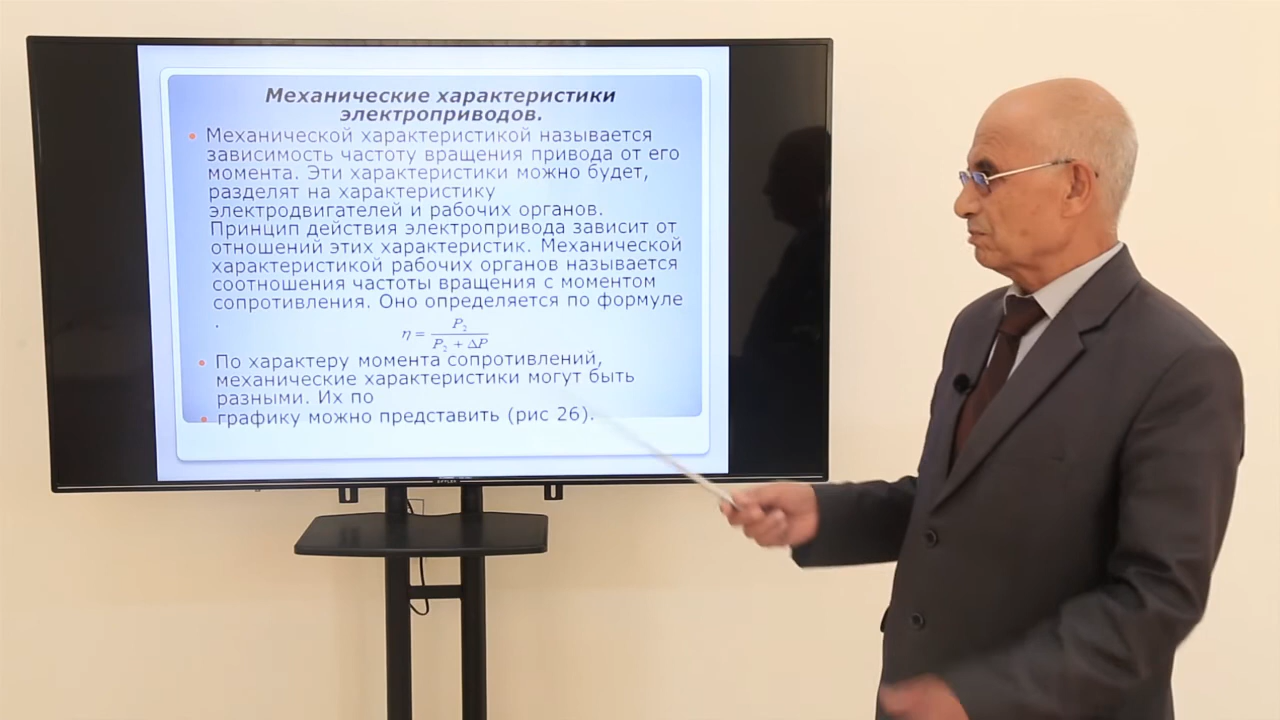 Механические характеристики
электроприводов.
• Механической характеристикой называется
зависимость частоту вращения привода от его
момента. Эти характеристики можно будет,
разделят на характеристику
электродвигателей и рабочих органов.
Принцип действия электропривода зависит от
отношений этих характеристик. Механической
характеристикой рабочих органов называется
соотношения частоты вращения с моментом
сопротивления. Оно определяется по формуле
.
η = P₂ / (P₂ + ΔP)
• По характеру момента сопротивлений,
механические характеристики могут быть
разными. Их по
• графику можно представить (рис 26).